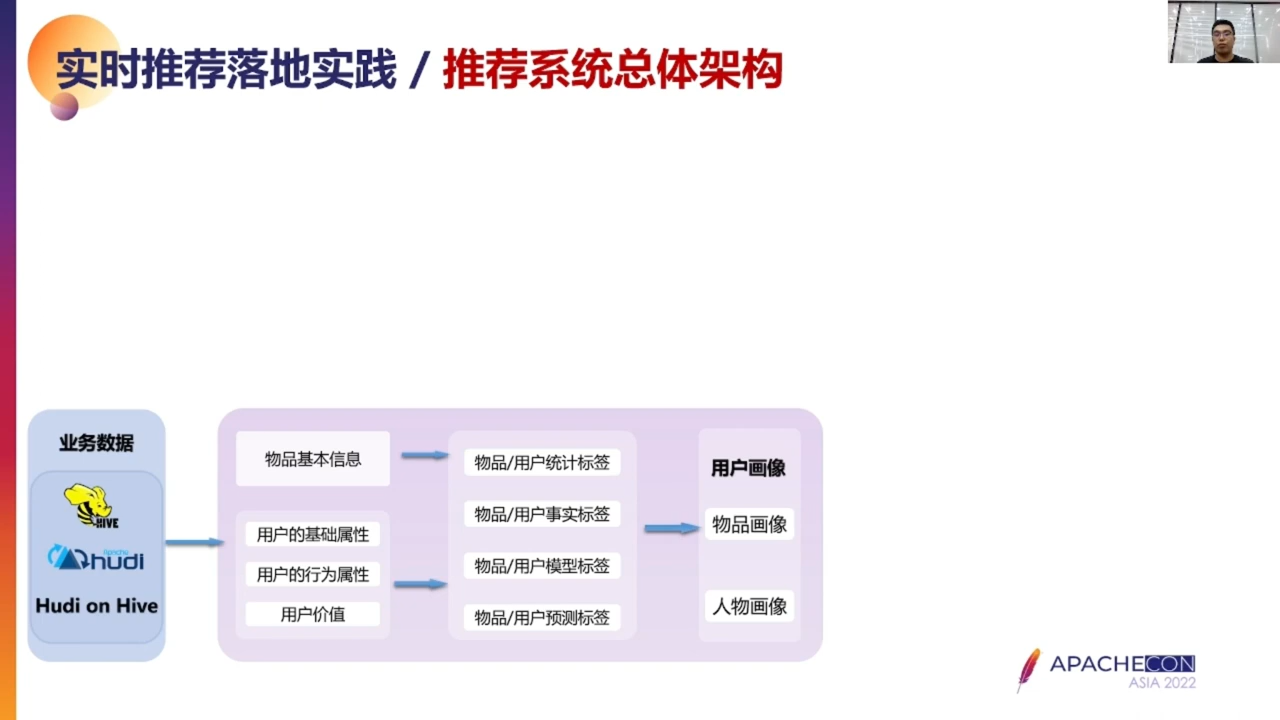 实时推荐落地实践 / 推荐系统总体架构
业务数据
HIVE
Apache
hudi
Hudi on Hive
物品基本信息
用户的基础属性
用户的行为属性
用户价值
物品/用户统计标签
物品/用户事实标签
物品/用户模型标签
物品/用户预测标签
用户画像
物品画像
人物画像
APACHECON
ASIA 2022